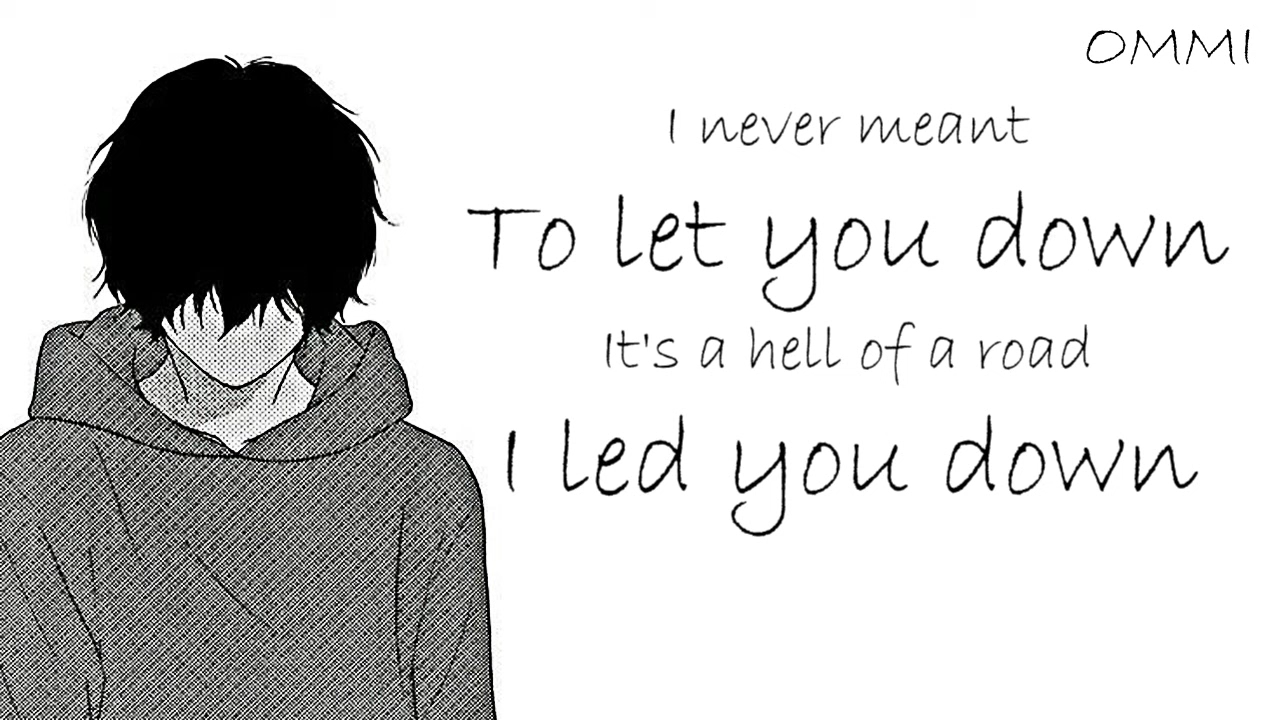 OMMI
I never meant
To let you down
It's a hell of a road
I led you down